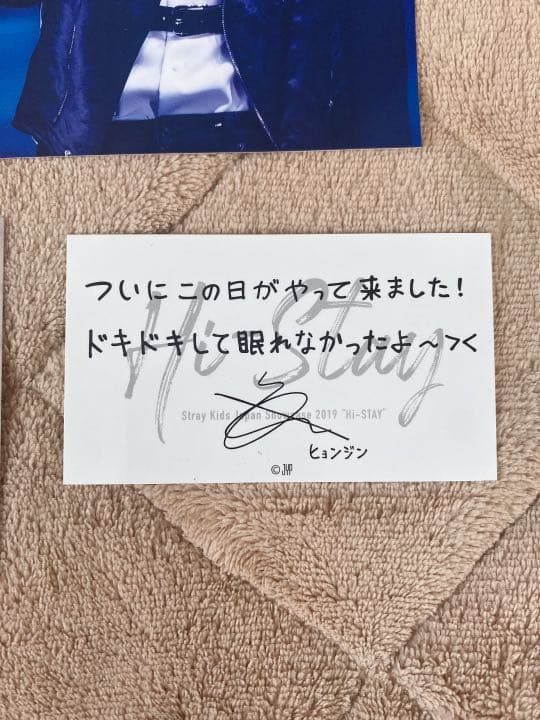 ついにこの日がやって来ました!
ドキドキして眠れなかったよ〜><
Hi-Stay
Stray Kids Japan Showcase 2019 "Hi-STAY"
ヒョンジン
© JYP